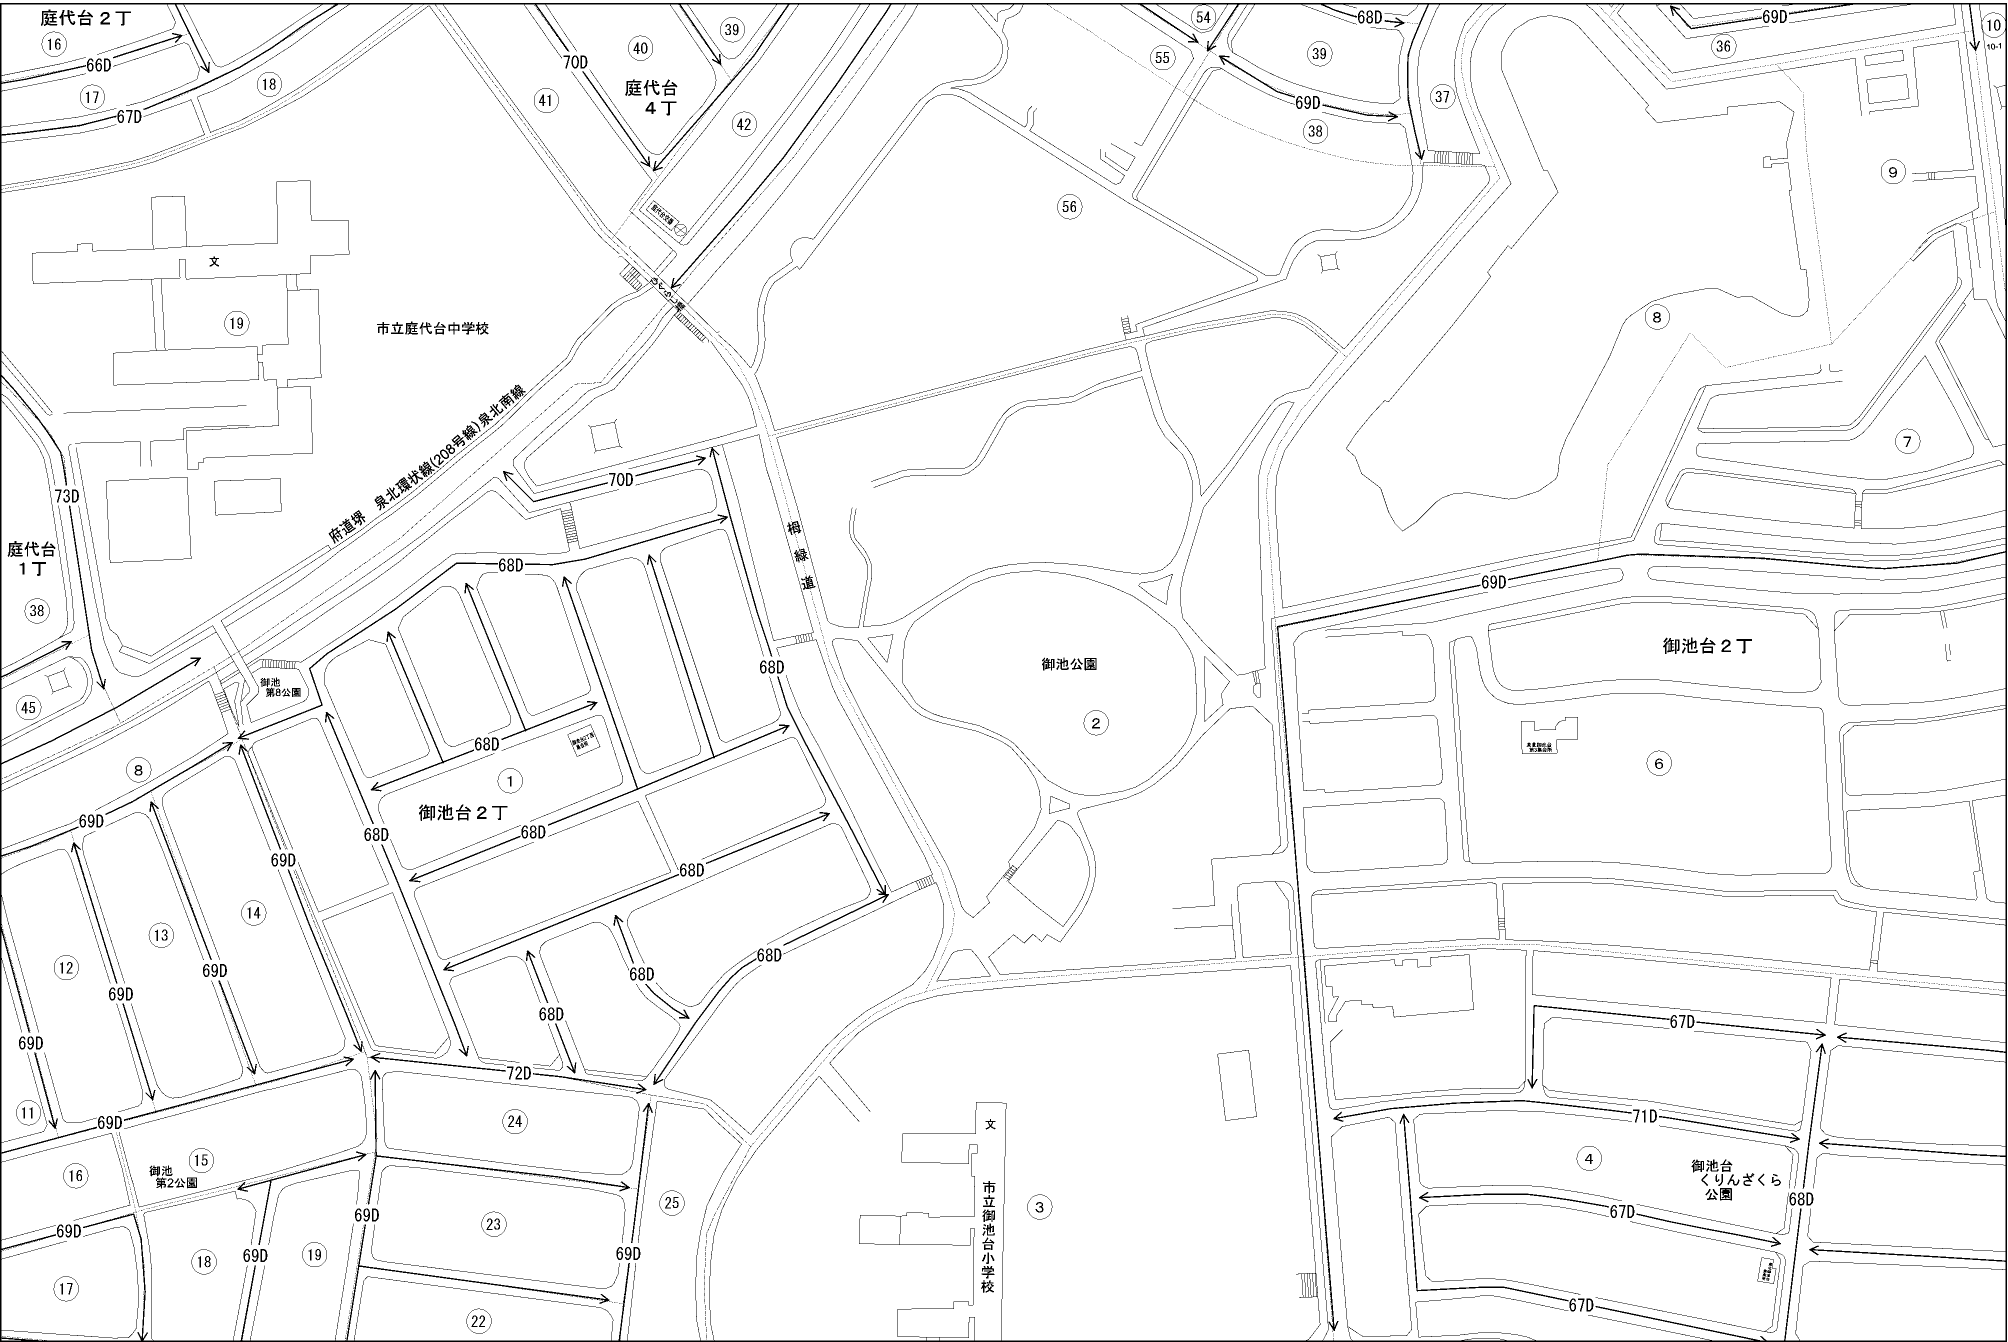 庭代台２丁
16
66D
17
67D
18
70D
40
39
庭代台
４丁
41
42
54
55
68D
39
37
69D
38
69D
36
10
10-1
9
56
文
19
市立庭代台中学校
8
府道堺 泉北環状線(208号線)泉北南線
7
73D
70D
栂緑道
庭代台
１丁
38
68D
69D
御池台２丁
御池公園
2
68D
45
御池
第8公園
8
68D
1
御池台２丁
6
69D
68D
68D
69D
68D
14
13
12
69D
69D
68D
68D
68D
69D
67D
72D
11
69D
24
71D
文
4
15
16
御池
第2公園
御池台
くりんざくら
公園
25
市立御池台小学校
3
68D
69D
23
67D
69D
18
69D
19
69D
17
22
67D